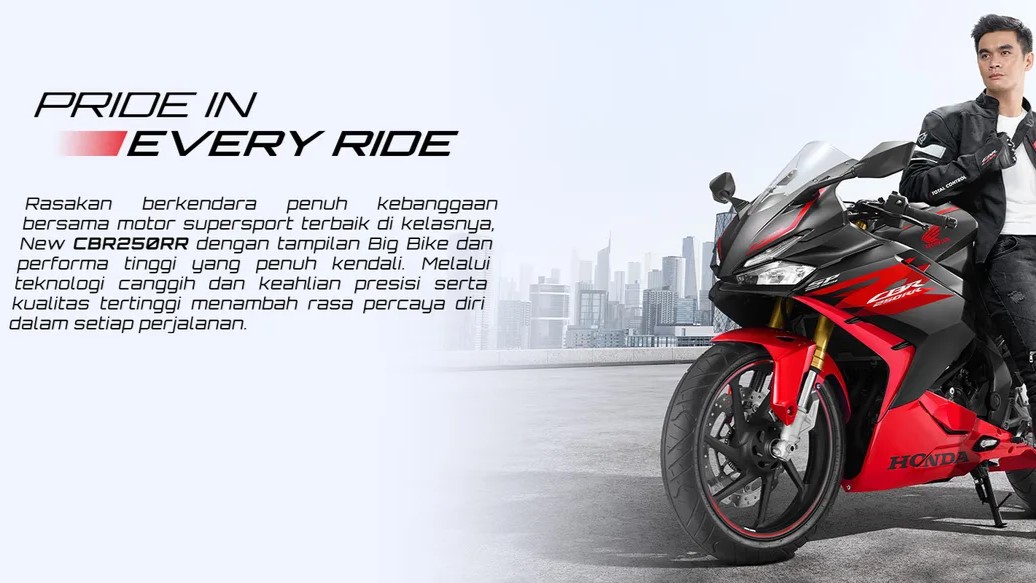 PRIDE IN
EVERY RIDE
Rasakan berkendara penuh kebanggaan
bersama motor supersport terbaik di kelasnya,
New CBR250RR dengan tampilan Big Bike dan
performa tinggi yang penuh kendali. Melalui
teknologi canggih dan keahlian presisi serta
kualitas tertinggi menambah rasa percaya diri
dalam setiap perjalanan.
TOTAL CONTROL
SP
CBR
250RR
HONDA